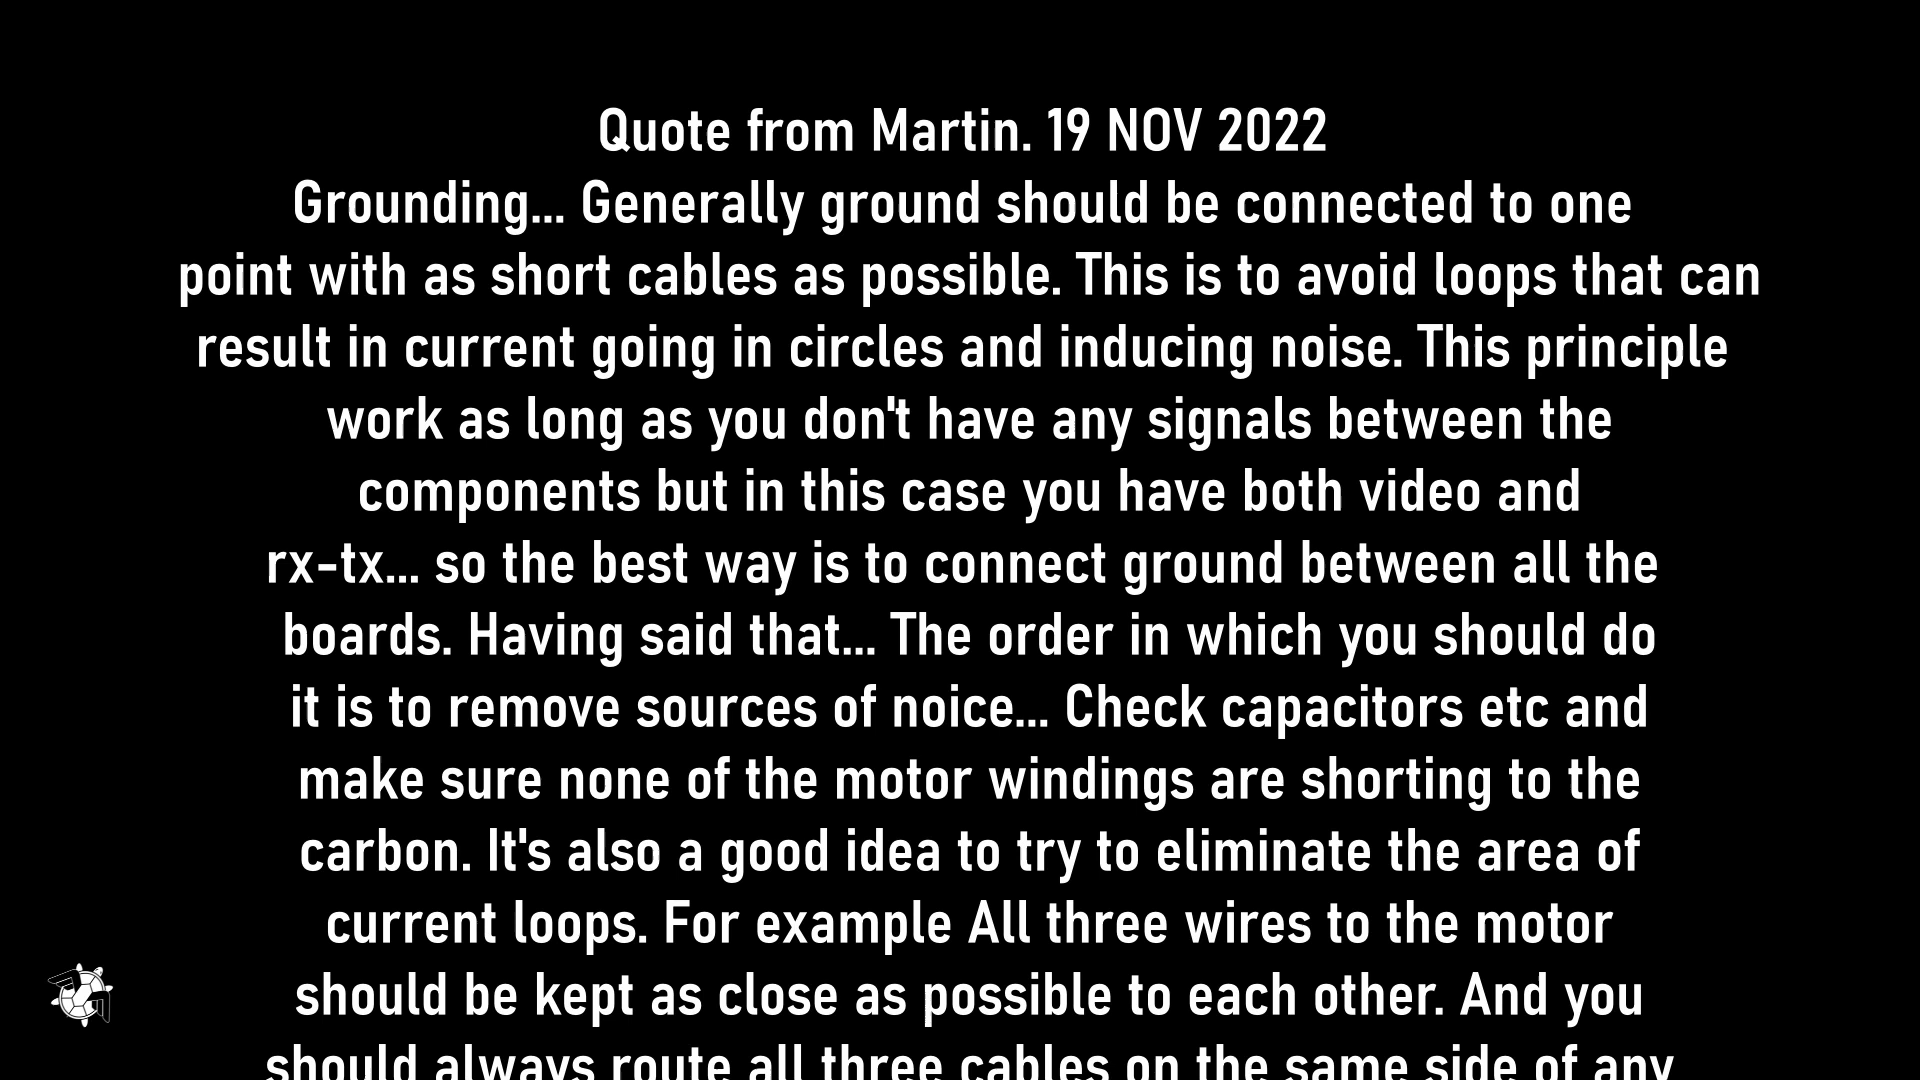 Quote from Martin. 19 NOV 2022
Grounding... Generally ground should be connected to one
point with as short cables as possible. This is to avoid loops that can
result in current going in circles and inducing noise. This principle
work as long as you don't have any signals between the
components but in this case you have both video and
rx-tx... so the best way is to connect ground between all the
boards. Having said that... The order in which you should do
it is to remove sources of noice... Check capacitors etc and
make sure none of the motor windings are shorting to the
carbon. It's also a good idea to try to eliminate the area of
current loops. For example All three wires to the motor
should be kept as close as possible to each other. And you
should always route all three cables on the same side of any